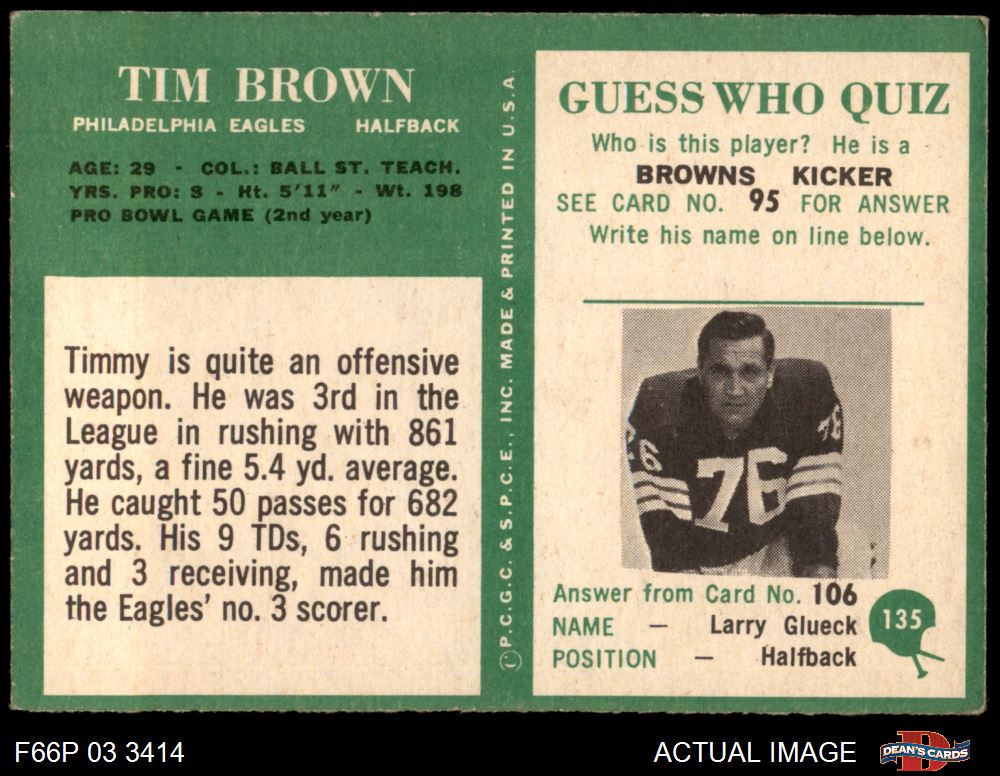 TIM BROWN
PHILADELPHIA EAGLES HALFBACK
AGE: 29 - COL.: BALL ST. TEACH.
YRS. PRO: 8 - Ht. 5'11" - Wt. 198
PRO BOWL GAME (2nd year)
Timmy is quite an offensive
weapon. He was 3rd in the
League in rushing with 861
yards, a fine 5.4 yd. average.
He caught 50 passes for 682
yards. His 9 TDs, 6 rushing
and 3 receiving, made him
the Eagles' no. 3 scorer.
©P.C.G.C. & S.P.C.E., INC. MADE & PRINTED IN U.S.A.
GUESS WHO QUIZ
Who is this player? He is a
BROWNS KICKER
SEE CARD NO. 95 FOR ANSWER
Write his name on line below.
76
76
76
Answer from Card No. 106
NAME — Larry Glueck
POSITION — Halfback
135
F66P 03 3414
ACTUAL IMAGE
D
DEAN'S CARDS